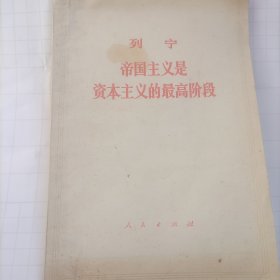 列宁
帝国主义是
资本主义的最高阶段
人民出版社